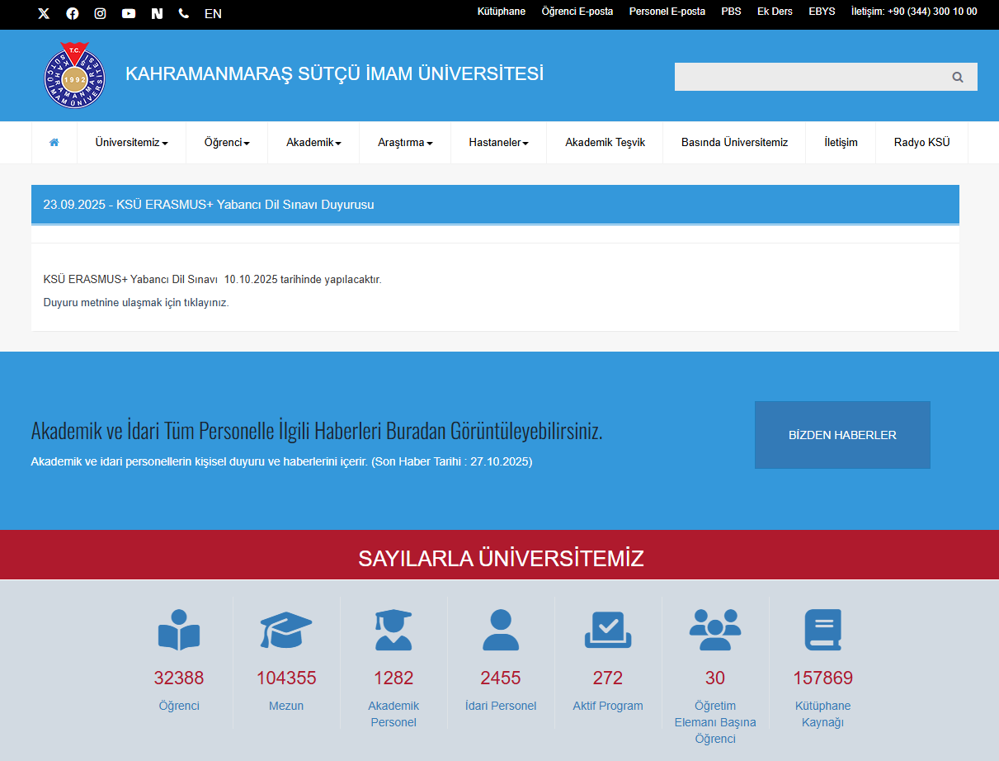 EN
Kütüphane Öğrenci E-posta Personel E-posta PBS Ek Ders EBYS İletişim: +90 (344) 300 10 00
T.C.
KAHRAMANMARAŞ SÜTÇÜ İMAM ÜNİVERSİTESİ
1992
KAHRAMANMARAŞ SÜTÇÜ İMAM ÜNİVERSİTESİ
Üniversitemiz Öğrenci Akademik Araştırma Hastaneler Akademik Teşvik Basında Üniversitemiz İletişim Radyo KSÜ
23.09.2025 - KSÜ ERASMUS+ Yabancı Dil Sınavı Duyurusu
KSÜ ERASMUS+ Yabancı Dil Sınavı 10.10.2025 tarihinde yapılacaktır.
Duyuru metnine ulaşmak için tıklayınız.
Akademik ve İdari Tüm Personelle İlgili Haberleri Buradan Görüntüleyebilirsiniz.
Akademik ve idari personellerin kişisel duyuru ve haberlerini içerir. (Son Haber Tarihi : 27.10.2025)
BİZDEN HABERLER
SAYILARLA ÜNİVERSİTEMİZ
32388 104355 1282 2455 272 30 157869
Öğrenci Mezun Akademik İdari Personel Aktif Program Öğretim Kütüphane
Personel Elemanı Başına Kaynağı
Öğrenci